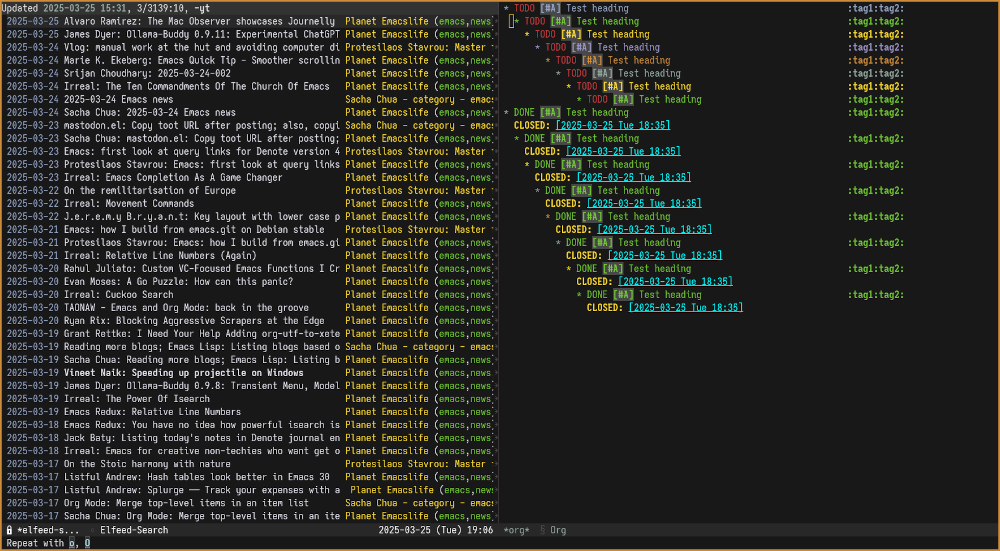 Updated 2025-03-25 15:31, 3/3139:10, -yt
2025-03-25 Alvaro Ramirez: The Mac Observer showcases Journelly Planet Emacslife (emacs,news
2025-03-25 James Dyer: Ollama-Buddy 0.9.11: Experimental ChatGPT Planet Emacslife (emacs,news
2025-03-24 Vlog: manual work at the hut and avoiding computer di Protesilaos Stavrou: Master
2025-03-24 Marie K. Ekeberg: Emacs Quick Tip - Smoother scrollin Planet Emacslife (emacs,news
2025-03-24 Srijan Choudhary: 2025-03-24-002 Planet Emacslife (emacs,news
2025-03-24 Irreal: The Ten Commandments Of The Church Of Emacs Planet Emacslife (emacs,news
2025-03-24 2025-03-24 Emacs news Sacha Chua - category - emac
2025-03-24 Sacha Chua: 2025-03-24 Emacs news Planet Emacslife (emacs,news
2025-03-23 mastodon.el: Copy toot URL after posting; also, copyi Sacha Chua - category - emac
2025-03-23 Sacha Chua: mastodon.el: Copy toot URL after posting; Planet Emacslife (emacs,news
2025-03-23 Emacs: first look at query links for Denote version 4 Protesilaos Stavrou: Master
2025-03-23 Protesilaos Stavrou: Emacs: first look at query links Planet Emacslife (emacs,news
2025-03-23 Irreal: Emacs Completion As A Game Changer Planet Emacslife (emacs,news
2025-03-22 On the remilitarisation of Europe Protesilaos Stavrou: Master
2025-03-22 Irreal: Movement Commands Planet Emacslife (emacs,news
2025-03-22 J.e.r.e.m.y B.r.y.a.n.t: Key layout with lower case p Planet Emacslife (emacs,news
2025-03-21 Emacs: how I build from emacs.git on Debian stable Protesilaos Stavrou: Master
2025-03-21 Protesilaos Stavrou: Emacs: how I build from emacs.gi Planet Emacslife (emacs,news
2025-03-21 Irreal: Relative Line Numbers (Again) Planet Emacslife (emacs,news
2025-03-20 Rahul Juliato: Custom VC-Focused Emacs Functions I Cr Planet Emacslife (emacs,news
2025-03-20 Evan Moses: A Go Puzzle: How can this panic? Planet Emacslife (emacs,news
2025-03-20 Irreal: Cuckoo Search Planet Emacslife (emacs,news
2025-03-20 TAONAW - Emacs and Org Mode: back in the groove Planet Emacslife (emacs,news
2025-03-20 Ryan Rix: Blocking Aggressive Scrapers at the Edge Planet Emacslife (emacs,news
2025-03-19 Grant Rettke: I Need Your Help Adding org-utf-to-xete Planet Emacslife (emacs,news
2025-03-19 Reading more blogs; Emacs Lisp: Listing blogs based o Sacha Chua - category - emac
2025-03-19 Sacha Chua: Reading more blogs; Emacs Lisp: Listing b Planet Emacslife (emacs,news
2025-03-19 Vineet Naik: Speeding up projectile on Windows Planet Emacslife (emacs,news
2025-03-19 James Dyer: Ollama-Buddy 0.9.8: Transient Menu, Model Planet Emacslife (emacs,news
2025-03-19 Irreal: The Power Of Isearch Planet Emacslife (emacs,news
2025-03-19 Emacs Redux: Relative Line Numbers Planet Emacslife (emacs,news
2025-03-18 Emacs Redux: You have no idea how powerful isearch is Planet Emacslife (emacs,news
2025-03-18 Jack Baty: Listing today's notes in Denote journal en Planet Emacslife (emacs,news
2025-03-18 Irreal: Emacs for creative non-techies who want get o Planet Emacslife (emacs,news
2025-03-17 On the Stoic harmony with nature Protesilaos Stavrou: Master
2025-03-17 Listful Andrew: Hash tables look better in Emacs 30 Planet Emacslife (emacs,news
2025-03-17 Listful Andrew: Splurge —— Track your expenses with a Planet Emacslife (emacs,news
2025-03-17 Org Mode: Merge top-level items in an item list Sacha Chua - category - emac
2025-03-17 Sacha Chua: Org Mode: Merge top-level items in an ite Planet Emacslife (emacs,news
*elfeed-s... Elfeed-Search 2025-03-25 (Tue) 19:06
Repeat with o, O
* TODO [#A] Test heading :tag1:tag2:
* TODO [#A] Test heading :tag1:tag2:
* TODO [#A] Test heading :tag1:tag2:
* TODO [#A] Test heading :tag1:tag2:
* TODO [#A] Test heading :tag1:tag2:
* TODO [#A] Test heading :tag1:tag2:
* TODO [#A] Test heading :tag1:tag2:
* TODO [#A] Test heading :tag1:tag2:
* DONE [#A] Test heading :tag1:tag2:
CLOSED: [2025-03-25 Tue 18:35]
* DONE [#A] Test heading :tag1:tag2:
CLOSED: [2025-03-25 Tue 18:35]
* DONE [#A] Test heading :tag1:tag2:
CLOSED: [2025-03-25 Tue 18:35]
* DONE [#A] Test heading :tag1:tag2:
CLOSED: [2025-03-25 Tue 18:35]
* DONE [#A] Test heading :tag1:tag2:
CLOSED: [2025-03-25 Tue 18:35]
* DONE [#A] Test heading :tag1:tag2:
CLOSED: [2025-03-25 Tue 18:35]
* DONE [#A] Test heading :tag1:tag2:
CLOSED: [2025-03-25 Tue 18:35]
* DONE [#A] Test heading :tag1:tag2:
CLOSED: [2025-03-25 Tue 18:35]
*org* § Org